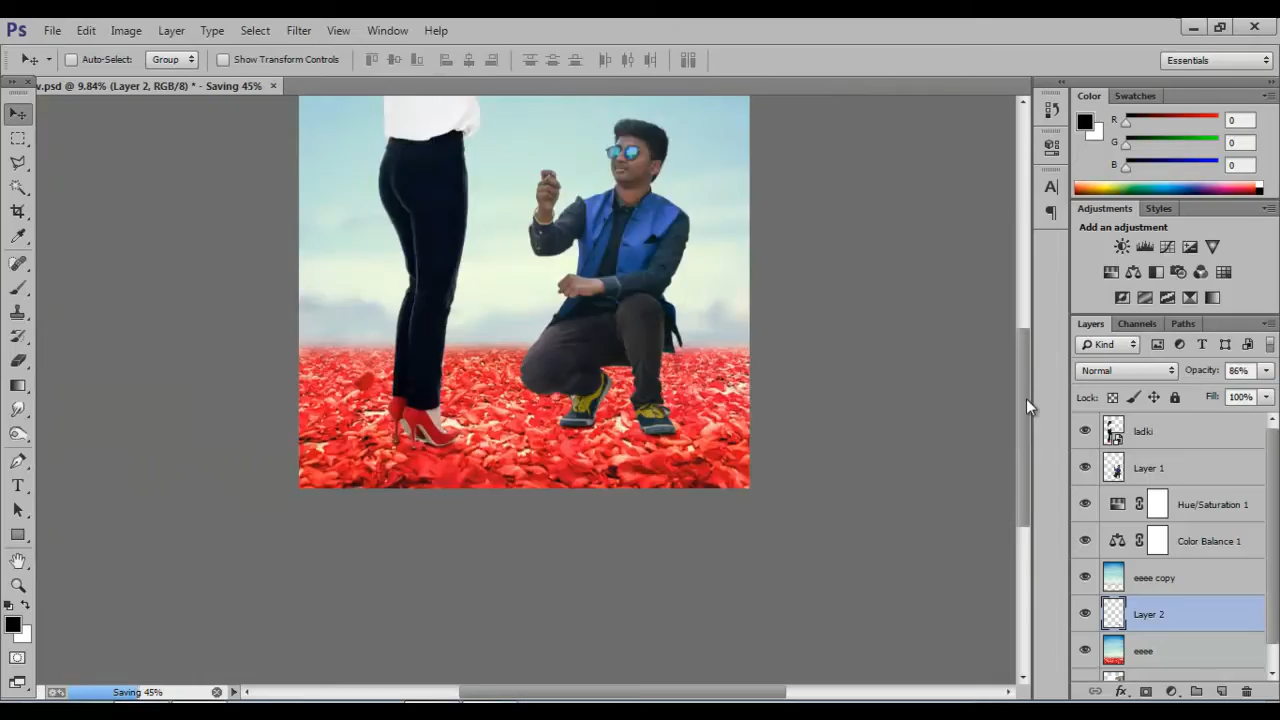 Ps File Edit Image Layer Type Select Filter View Window Help
Auto-Select: Group Show Transform Controls Essentials
v.psd @ 9.84% (Layer 2, RGB/8) * - Saving 45% ×
Color Swatches
R 0
G 0
B 0
Adjustments Styles
Add an adjustment
Layers Channels Paths
Kind
Normal Opacity: 86%
Lock: Fill: 100%
ladki
Layer 1
Hue/Saturation 1
Color Balance 1
eeee copy
Layer 2
eeee
Saving 45%